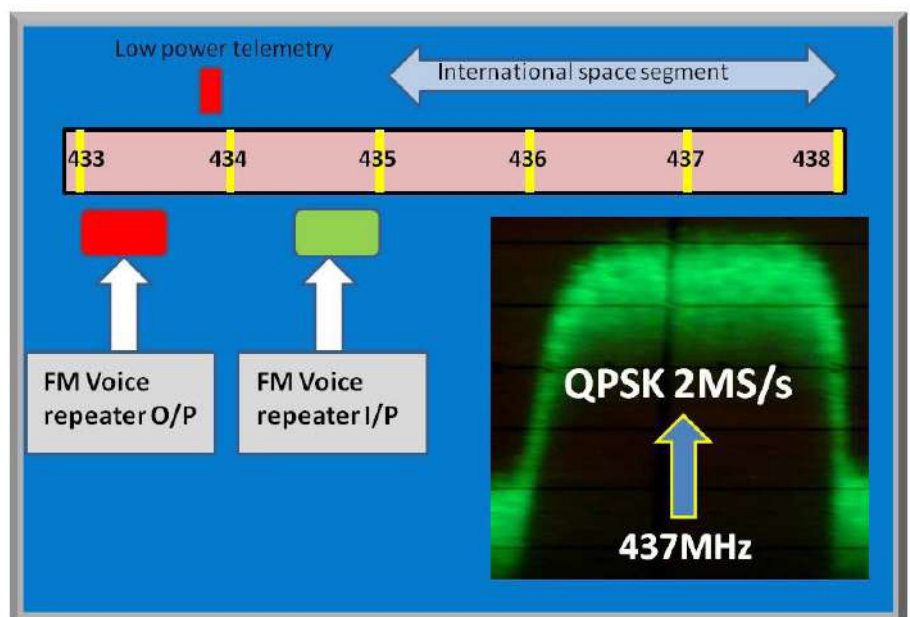 Low power telemetry
International space segment
433 434 435 436 437 438
FM Voice
repeater O/P
FM Voice
repeater I/P
QPSK 2MS/s
437MHz